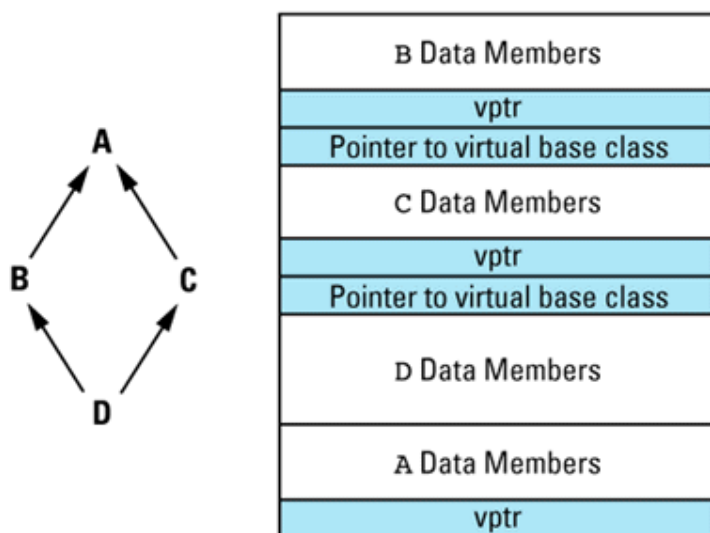 A
B
C
D
B Data Members
vptr
Pointer to virtual base class
C Data Members
vptr
Pointer to virtual base class
D Data Members
A Data Members
vptr